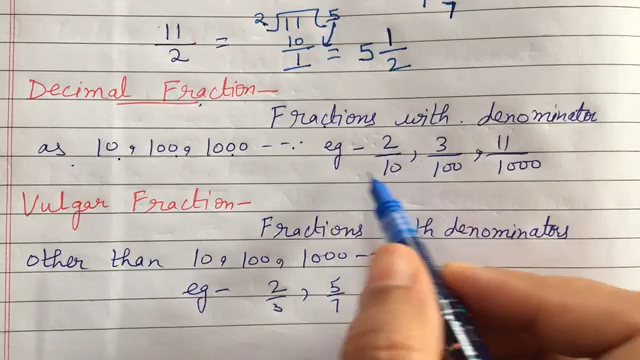 7
11/2 = 2)11(5 10/1 = 5 1/2
Decimal Fraction—
Fractions with denominator
as 10, 100, 1000 ---- eg - 2/10, 3/100, 11/1000
Vulgar Fraction—
Fractions with denominators
other than 10, 100, 1000 --
eg - 2/3, 5/7